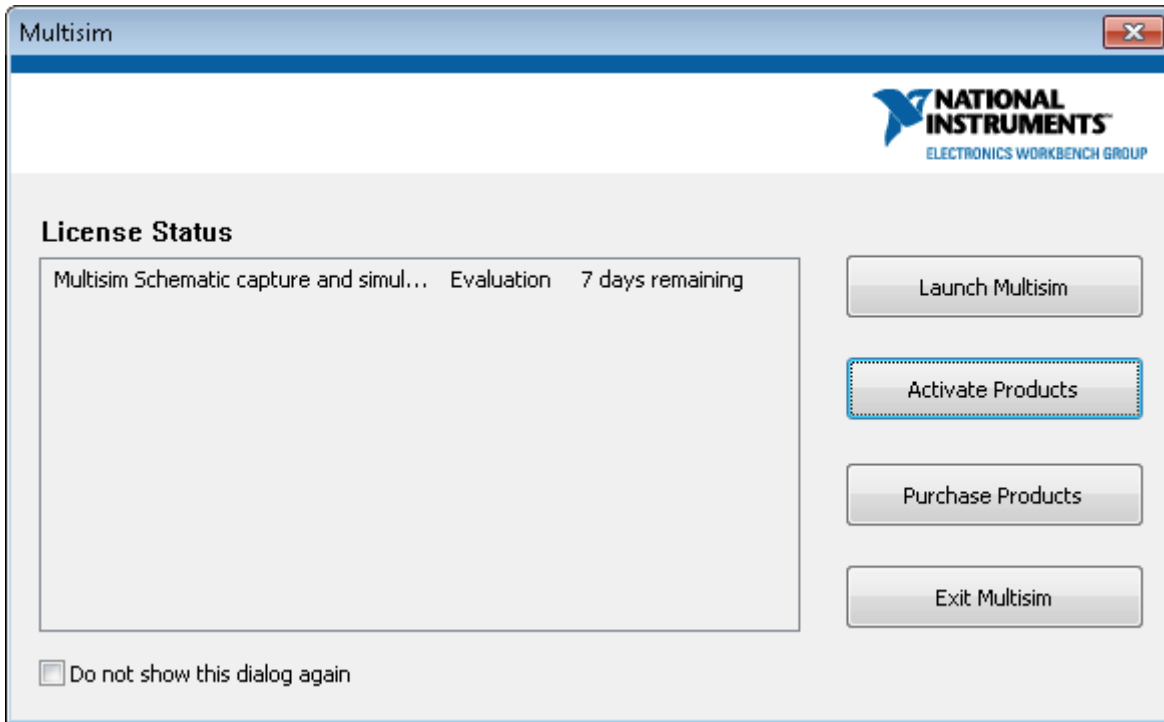 Multisim
NATIONAL
INSTRUMENTS™
ELECTRONICS WORKBENCH GROUP
License Status
Multisim Schematic capture and simul... Evaluation 7 days remaining
Launch Multisim
Activate Products
Purchase Products
Exit Multisim
Do not show this dialog again